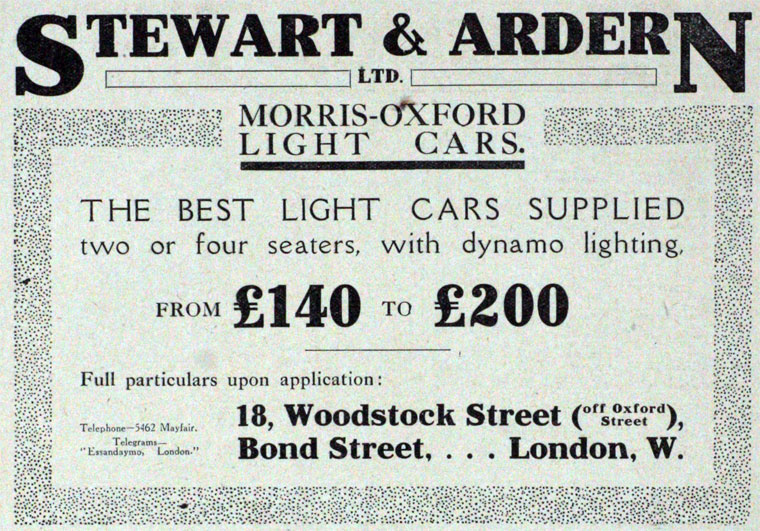 STEWART & ARDERN
LTD.
MORRIS-OXFORD
LIGHT CARS.
THE BEST LIGHT CARS SUPPLIED
two or four seaters, with dynamo lighting,
FROM £140 TO £200
Full particulars upon application:
Telephone—5462 Mayfair.
Telegrams—
"Essandaymo, London."
18, Woodstock Street (off Oxford Street),
Bond Street, . . . London, W.